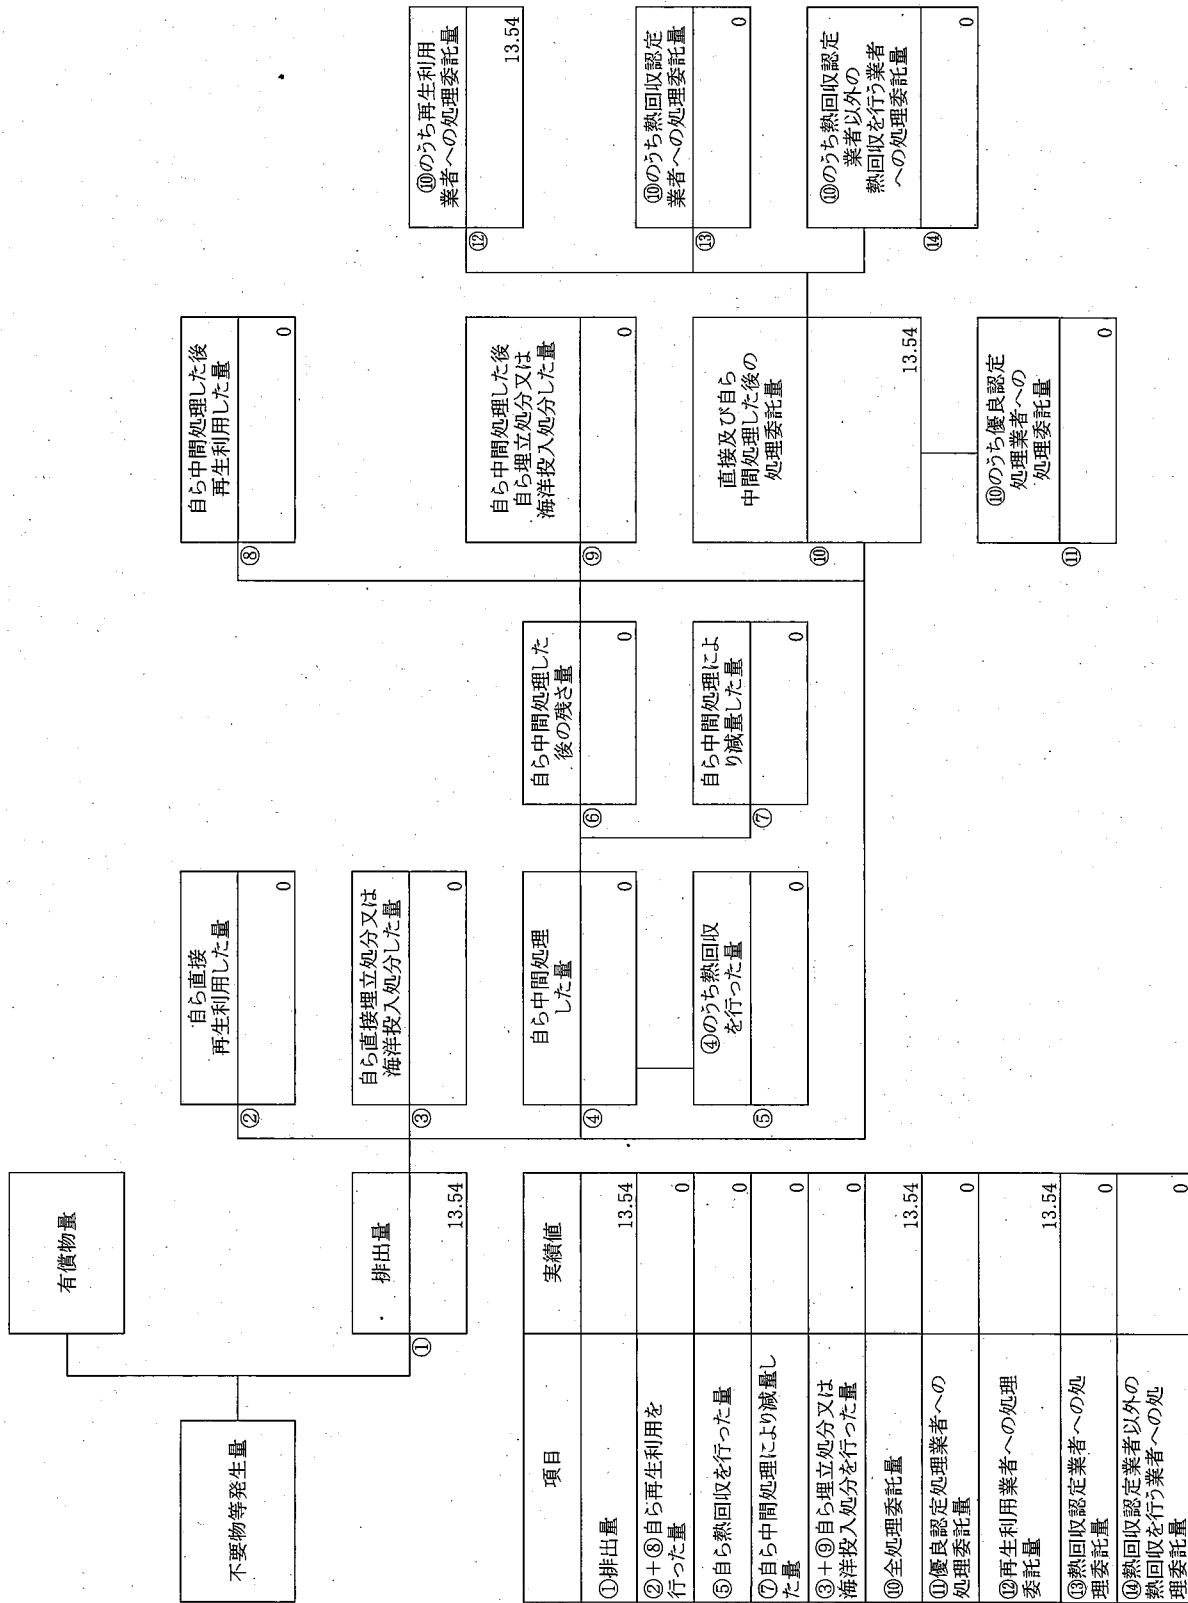 不要物等発生量
有償物量
排出量
①
13.54
自ら直接
再生利用した量
②
0
自ら直接埋立処分又は
海洋投入処分した量
③
0
自ら中間処理
した量
④
0
④のうち熱回収
を行った量
⑤
0
自ら中間処理した
後の残さ量
⑥
0
自ら中間処理によ
り減量した量
⑦
0
自ら中間処理した後
再生利用した量
⑧
0
自ら中間処理した後
自ら埋立処分又は
海洋投入処分した量
⑨
0
直接及び自ら
中間処理した後の
処理委託量
⑩
13.54
⑩のうち優良認定
処理業者への
処理委託量
⑪
0
⑩のうち再生利用
業者への処理委託量
⑫
13.54
⑩のうち熱回収認定
業者への処理委託量
⑬
0
⑩のうち熱回収認定
業者以外の
熱回収を行う業者
への処理委託量
⑭
0
項目 実績値
①排出量 13.54
②+⑧自ら再生利用を
行った量 0
⑤自ら熱回収を行った量 0
⑦自ら中間処理により減量し
た量 0
③+⑨自ら埋立処分又は
海洋投入処分を行った量 0
⑩全処理委託量 13.54
⑪優良認定処理業者への
処理委託量 0
⑫再生利用業者への処理
委託量 13.54
⑬熱回収認定業者への処
理委託量 0
⑭熱回収認定業者以外の
熱回収を行う業者への処
理委託量 0